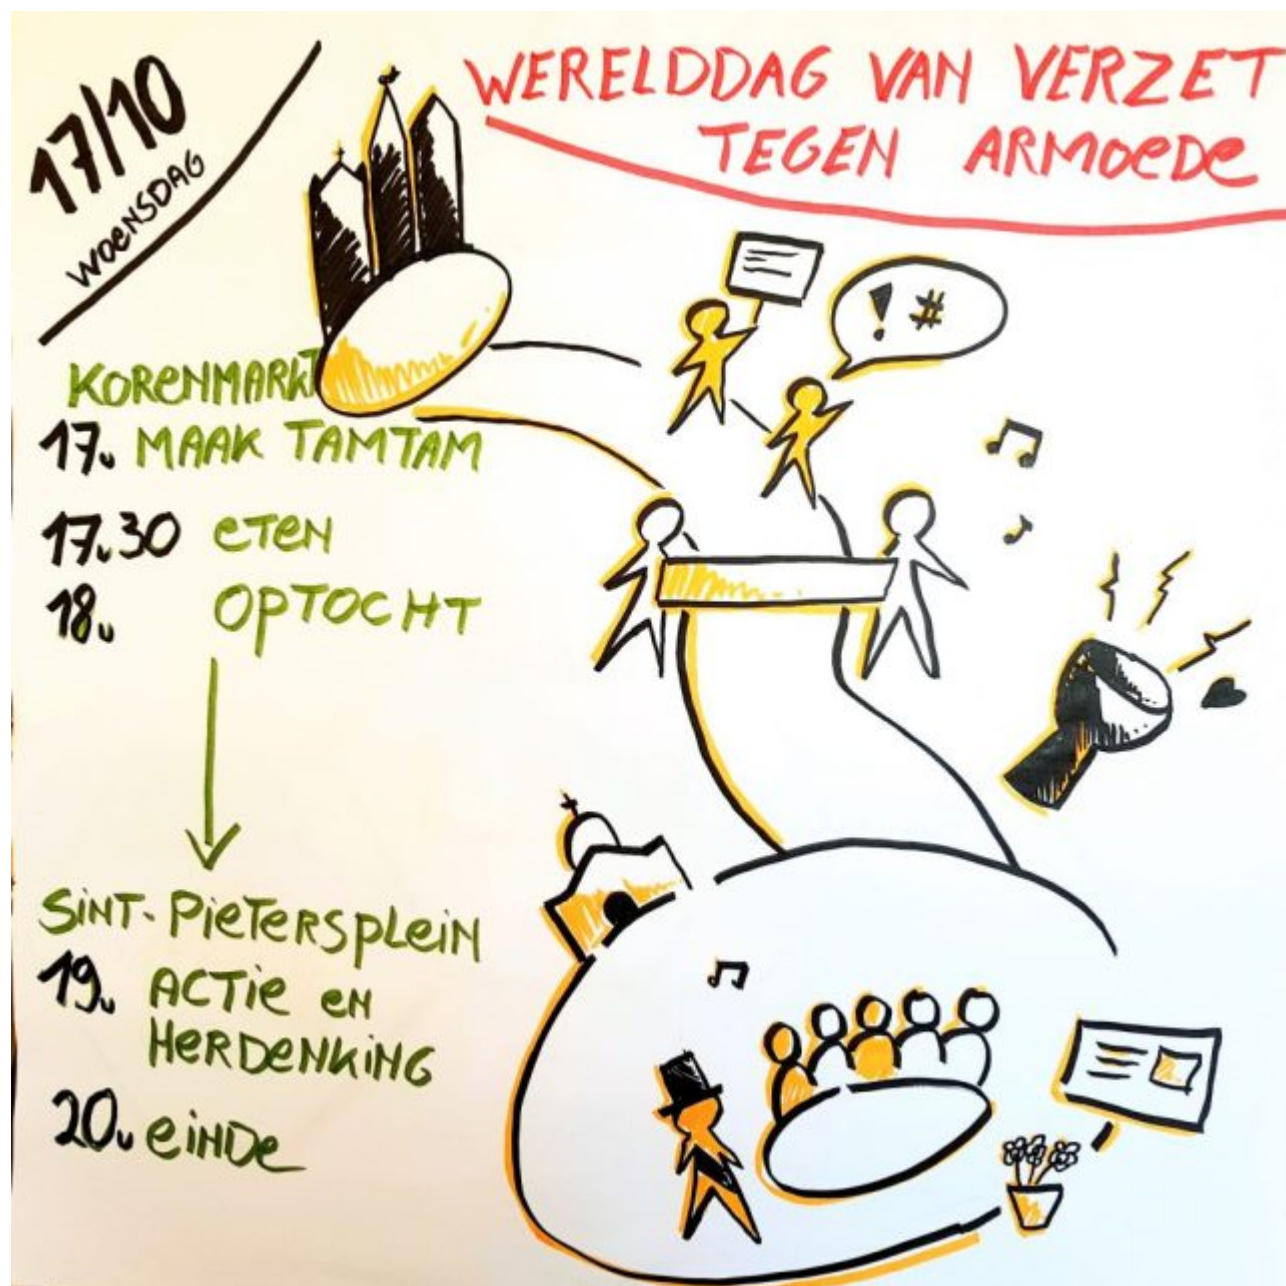 17/10
WOENSDAG
WERELDDAG VAN VERZET
TEGEN ARMOEDE
! #
KORENMARKT
17u MAAK TAMTAM
17u30 ETEN
18u OPTOCHT
SINT-PIETERSPLEIN
19u ACTIE EN
HERDENKING
20u EINDE